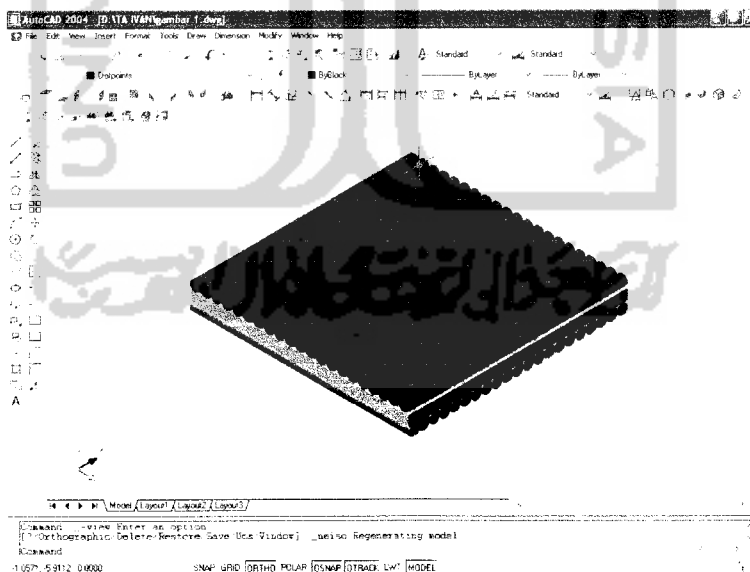 AutoCAD 2004 - [D:\TA IVAN\gambar 1.dwg]
File Edit View Insert Format Tools Draw Dimension Modify Window Help
Standard Standard
Defpoints ByBlock ByLayer ByLayer
Standard
A
Model Layout1 Layout2 Layout3
Command: _-view Enter an option
[?/Orthographic/Delete/Restore/Save/Ucs/Window]: _neiso Regenerating model
Command
SNAP GRID ORTHO POLAR OSNAP OTRACK LWT MODEL